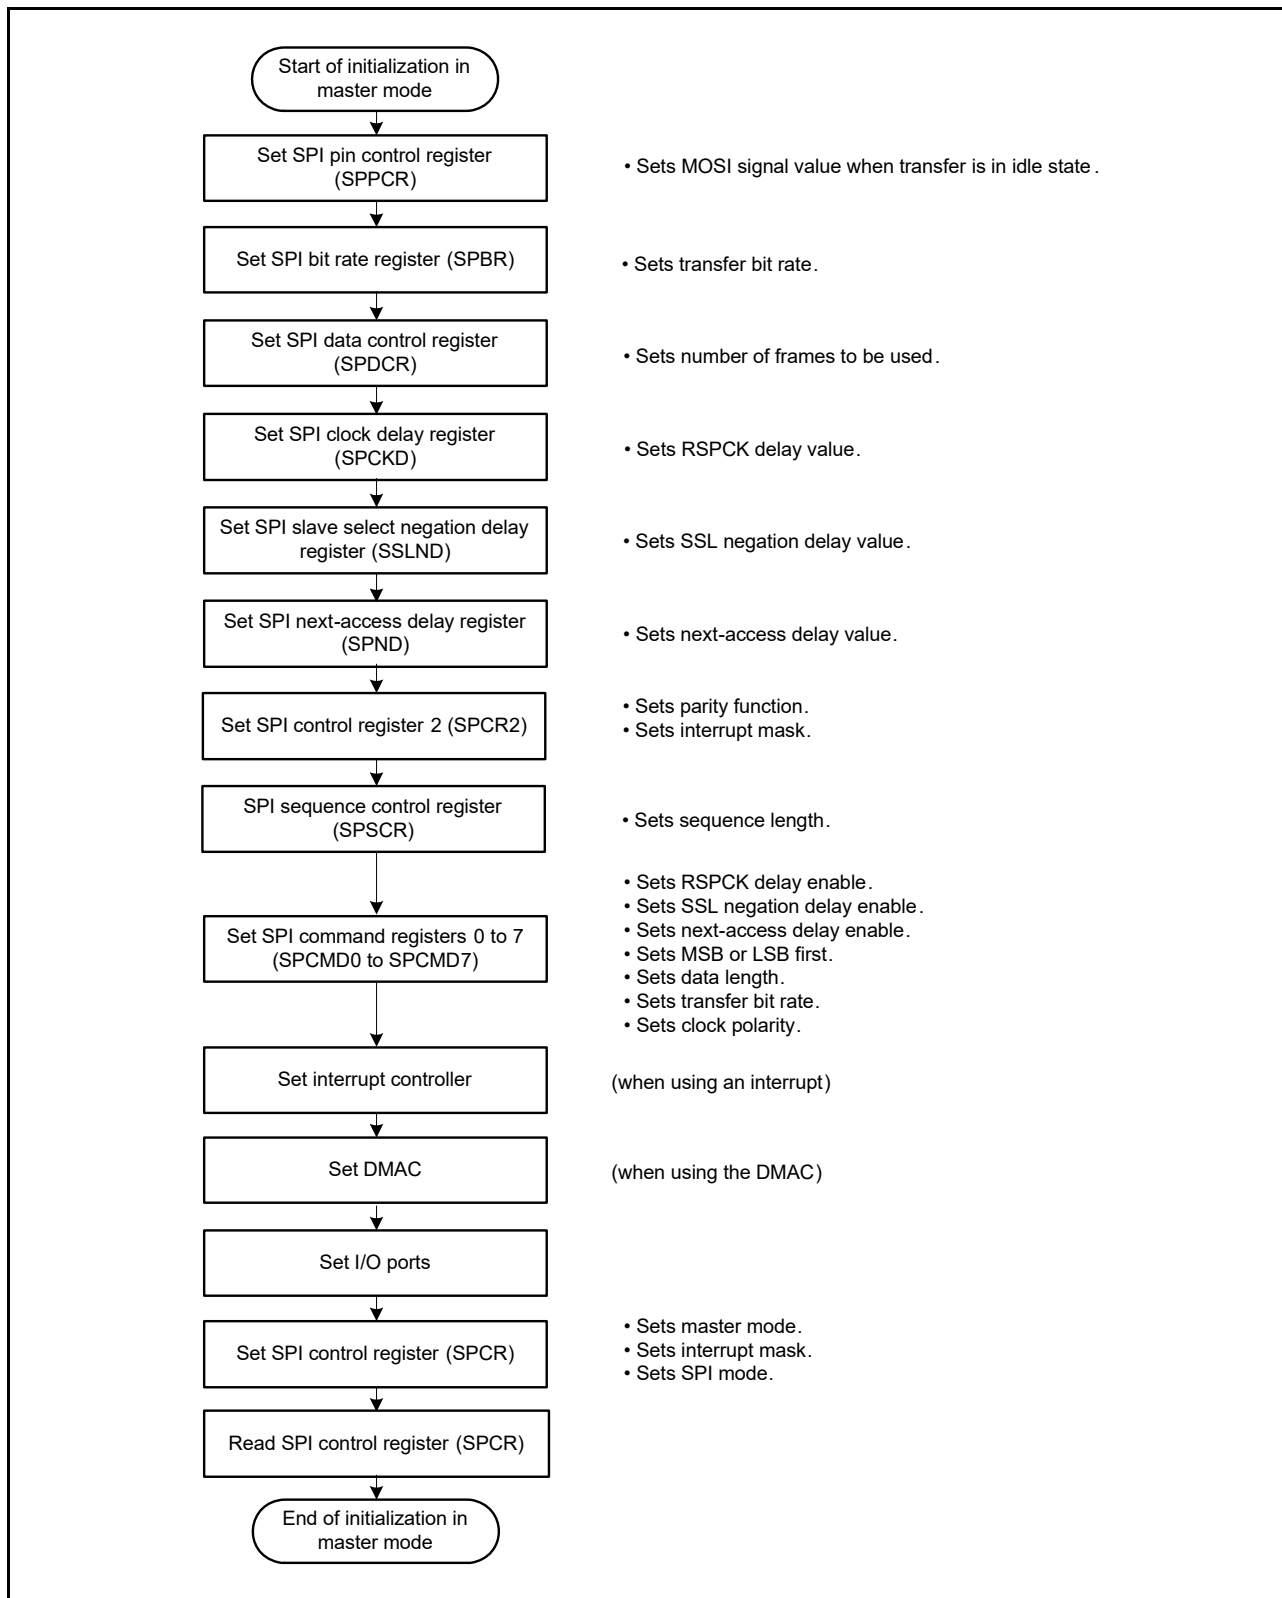 Start of initialization in
master mode
Set SPI pin control register
(SPPCR)
• Sets MOSI signal value when transfer is in idle state.
Set SPI bit rate register (SPBR)
• Sets transfer bit rate.
Set SPI data control register
(SPDCR)
• Sets number of frames to be used.
Set SPI clock delay register
(SPCKD)
• Sets RSPCK delay value.
Set SPI slave select negation delay
register (SSLND)
• Sets SSL negation delay value.
Set SPI next-access delay register
(SPND)
• Sets next-access delay value.
Set SPI control register 2 (SPCR2)
• Sets parity function.
• Sets interrupt mask.
SPI sequence control register
(SPSCR)
• Sets sequence length.
Set SPI command registers 0 to 7
(SPCMD0 to SPCMD7)
• Sets RSPCK delay enable.
• Sets SSL negation delay enable.
• Sets next-access delay enable.
• Sets MSB or LSB first.
• Sets data length.
• Sets transfer bit rate.
• Sets clock polarity.
Set interrupt controller
(when using an interrupt)
Set DMAC
(when using the DMAC)
Set I/O ports
Set SPI control register (SPCR)
• Sets master mode.
• Sets interrupt mask.
• Sets SPI mode.
Read SPI control register (SPCR)
End of initialization in
master mode